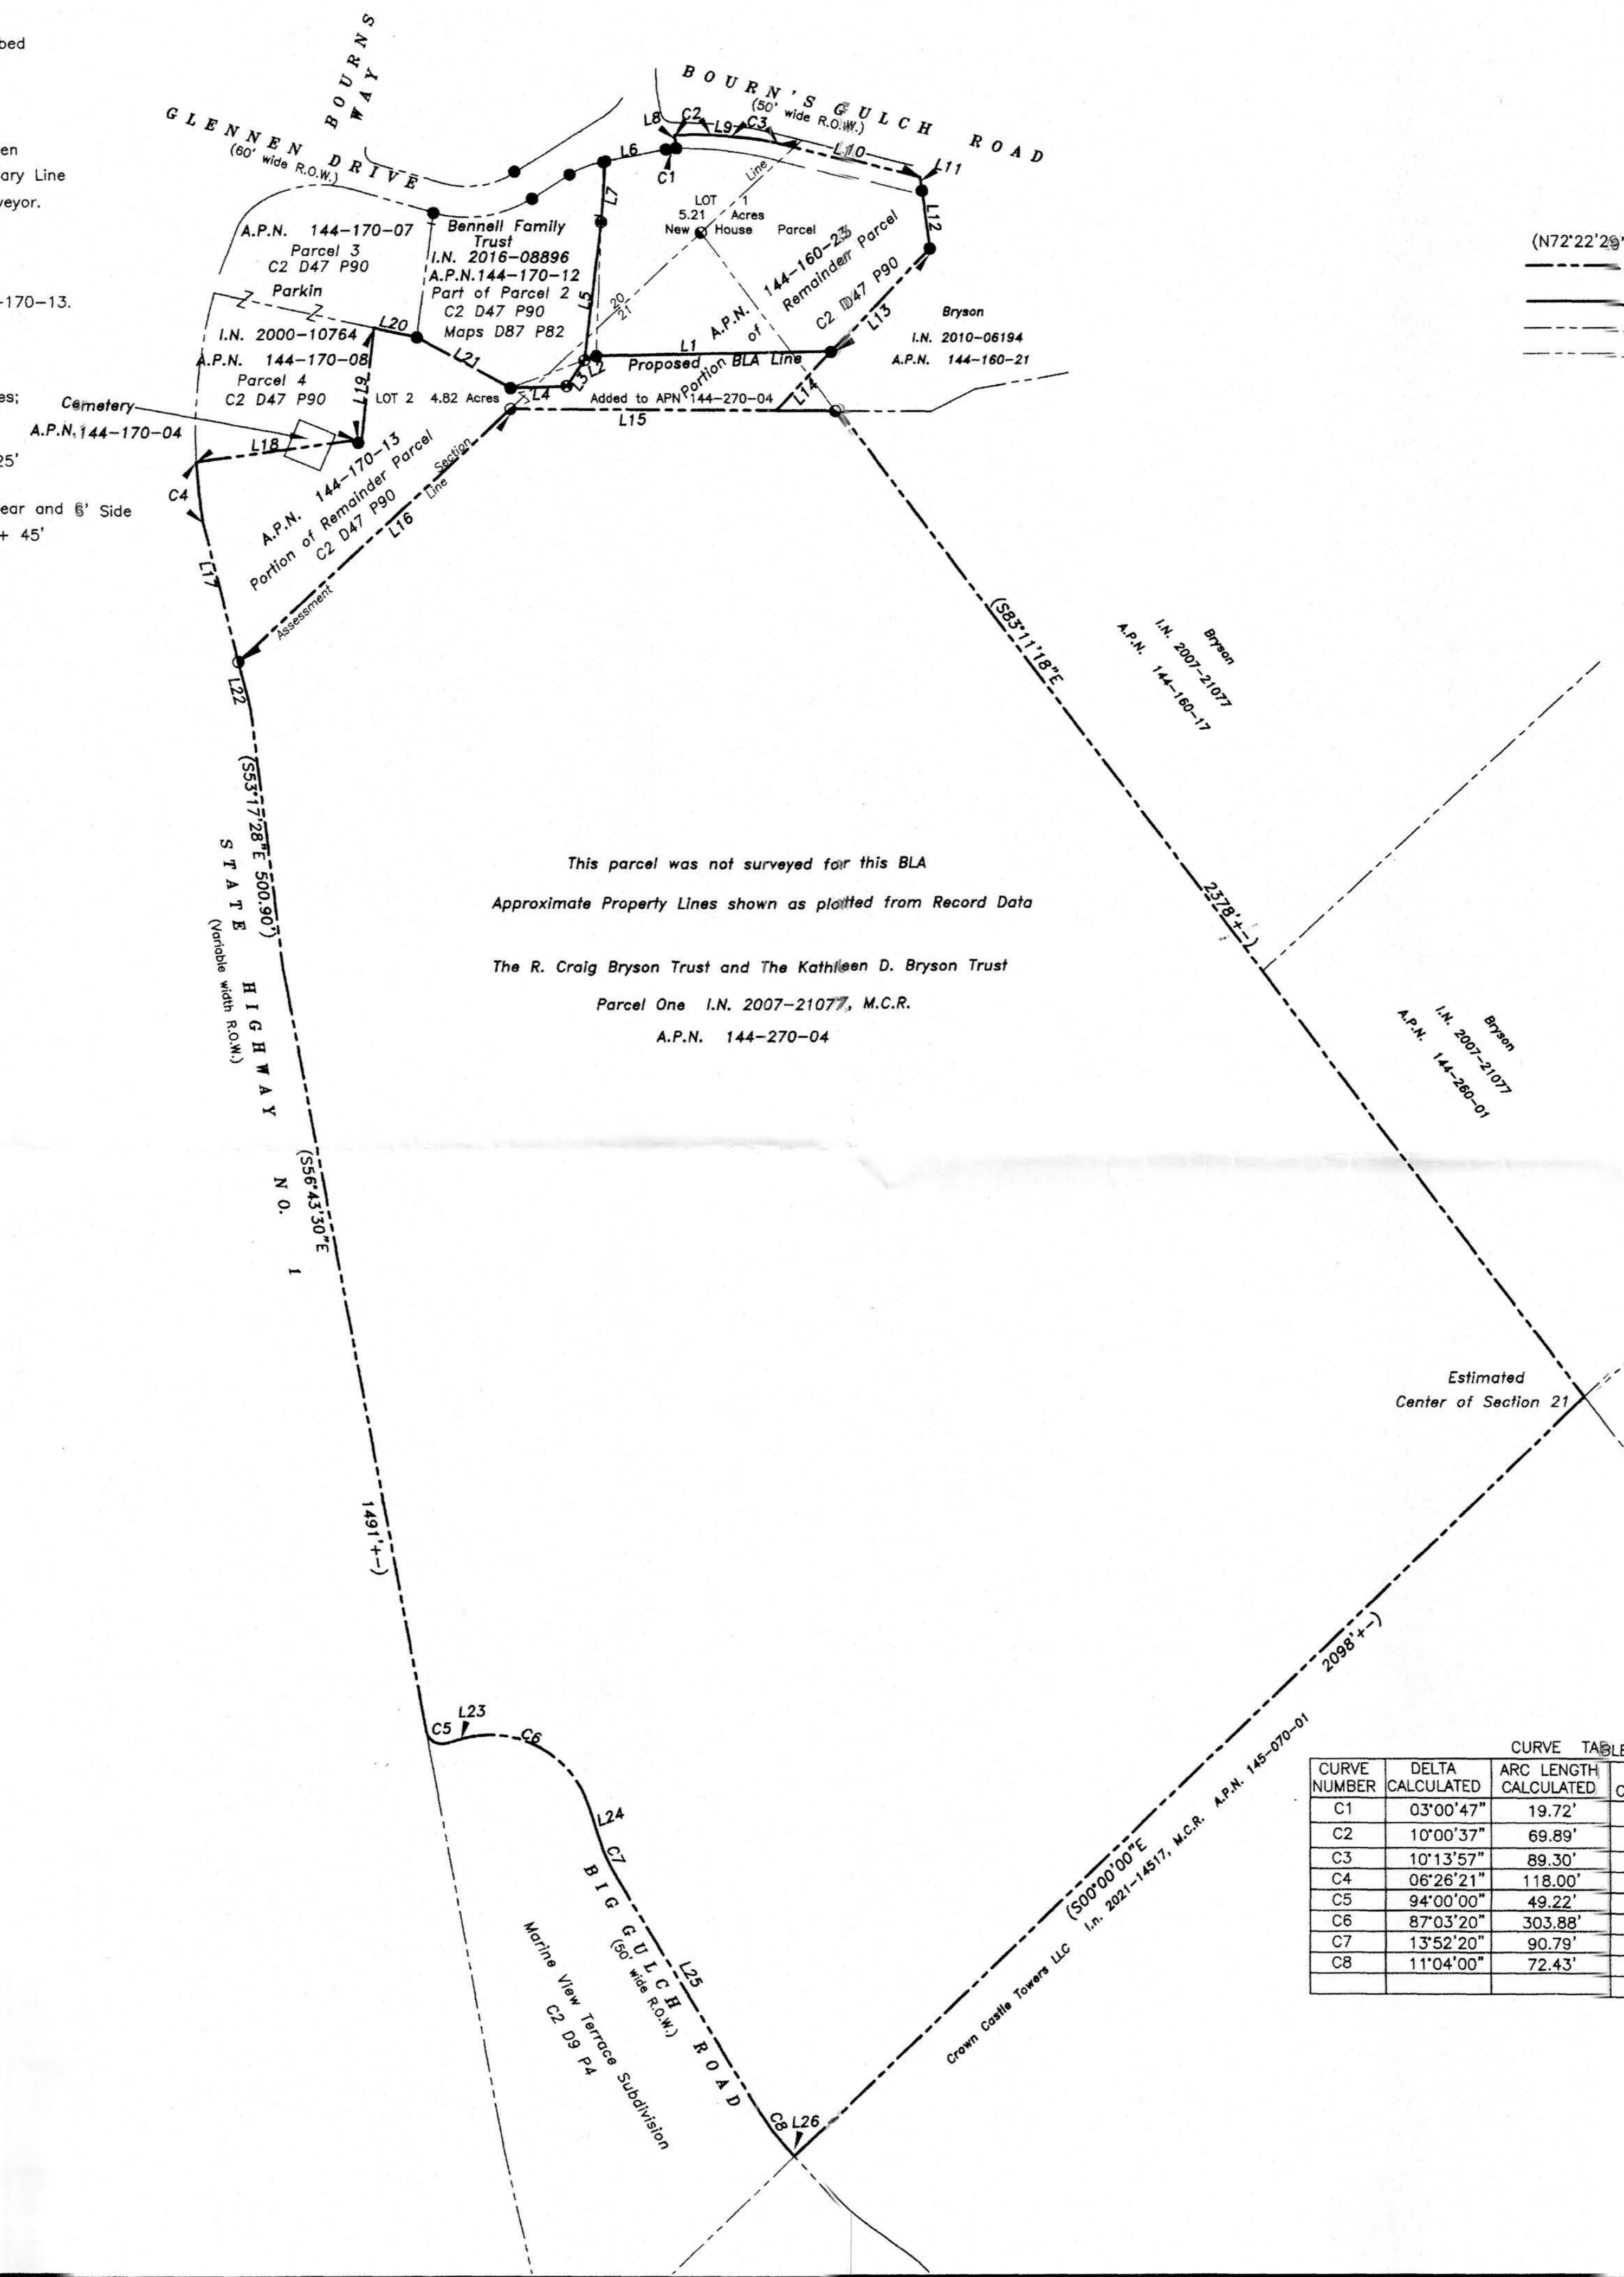 bed
en
ary Line
veyor.
-170-13.
es;
25'
ear and 6' Side
+ 45'
BOURNS
WAY
GLENNEN DRIVE
(60' wide R.O.W.)
BOURN'S GULCH ROAD
(50' wide R.O.W.)
L8
C2
L9
C3
L10
L11
L6
C1
L7
L12
Line
LOT 1
5.21 Acres
New House Parcel
A.P.N. 144-170-07
Parcel 3
C2 D47 P90
Parkin
I.N. 2000-10764
A.P.N. 144-170-08
Parcel 4
C2 D47 P90
Bennell Family
Trust
I.N. 2016-08896
A.P.N.144-170-12
Part of Parcel 2
C2 D47 P90
Maps D87 P82
L5
20
21
A.P.N. 144-160-23
Portion of Remainder Parcel
C2 D47 P90
L13
Bryson
I.N. 2010-06194
A.P.N. 144-160-21
(N72°22'29"
L20
L21
L19
L1
Proposed BLA Line
L2
L3
L4
L14
Added to APN 144-270-04
L15
LOT 2 4.82 Acres
Cemetery
A.P.N. 144-170-04
L18
C4
A.P.N. 144-170-13
Portion of Remainder Parcel
C2 D47 P90
Assessment
Section
Line
L16
L17
L22
(S83°11'18"E
2378'+-)
Bryson
I.N. 2007-21077
A.P.N. 144-160-17
Bryson
I.N. 2007-21077
A.P.N. 144-260-01
(S53°17'28"E 500.90')
STATE HIGHWAY NO. 1
(Variable width R.O.W.)
(S56°43'30"E
1491'+-)
This parcel was not surveyed for this BLA
Approximate Property Lines shown as plotted from Record Data
The R. Craig Bryson Trust and The Kathleen D. Bryson Trust
Parcel One I.N. 2007-21077, M.C.R.
A.P.N. 144-270-04
Estimated
Center of Section 21
(S00°00'00"E
2098'+-)
Crown Castle Towers LLC I.n. 2021-14517, M.C.R. A.P.N. 145-070-01
C5
L23
C6
L24
C7
BIG GULCH ROAD
(50' wide R.O.W.)
L25
C8
L26
Marine View Terrace Subdivision
C2 D9 P4
CURVE TABLE
CURVE NUMBER DELTA CALCULATED ARC LENGTH CALCULATED C
C1 03°00'47" 19.72'
C2 10°00'37" 69.89'
C3 10°13'57" 89.30'
C4 06°26'21" 118.00'
C5 94°00'00" 49.22'
C6 87°03'20" 303.88'
C7 13°52'20" 90.79'
C8 11°04'00" 72.43'